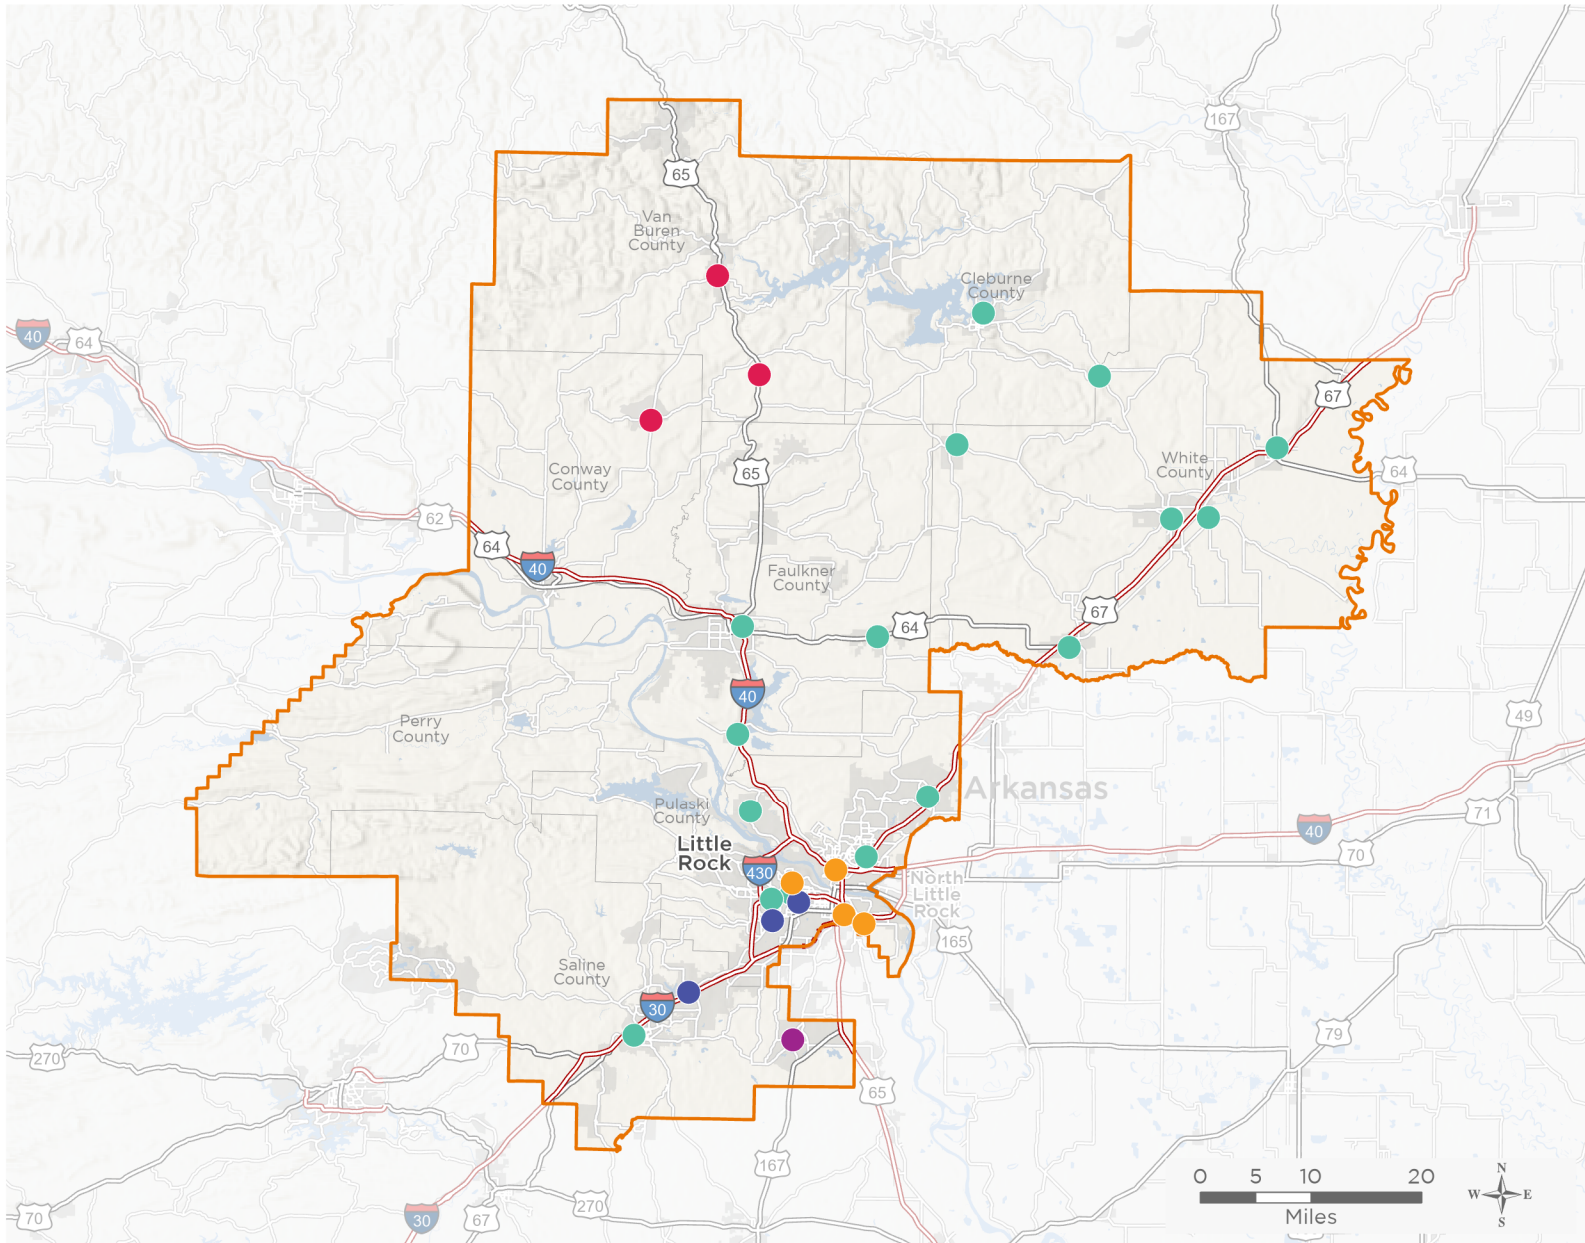 167
65
Van
Buren
County
Cleburne
County
40
64
67
White
County
64
Conway
County
65
62
64
40
Faulkner
County
64
67
40
49
Perry
County
Arkansas
Pulaski
County
71
40
Little
Rock
70
430
North
Little
Rock
165
Saline
County
30
79
70
270
65
167
0 5 10 20
Miles
N
W E
S
270
67
30
70